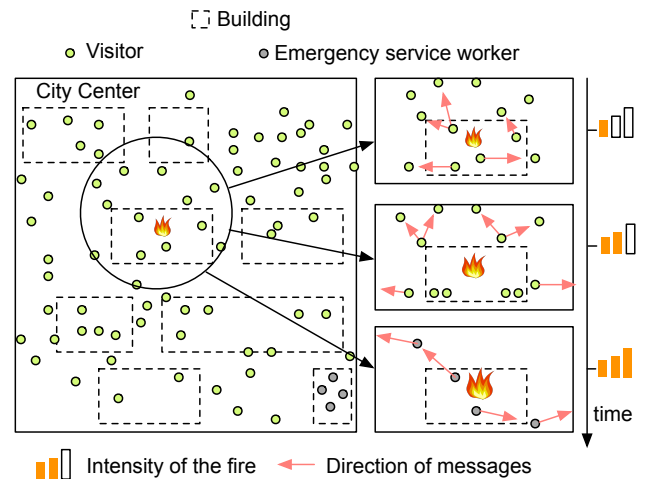 Building
Visitor
Emergency service worker
City Center
time
Intensity of the fire
Direction of messages